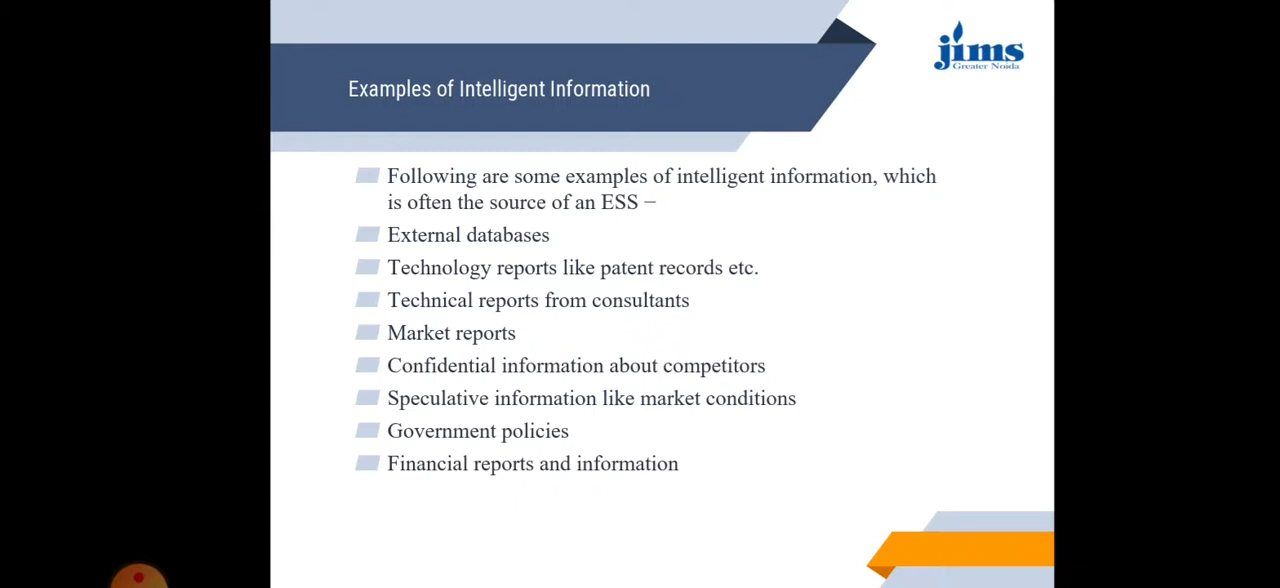 jims
Greater Noida
Examples of Intelligent Information
Following are some examples of intelligent information, which
is often the source of an ESS −
External databases
Technology reports like patent records etc.
Technical reports from consultants
Market reports
Confidential information about competitors
Speculative information like market conditions
Government policies
Financial reports and information